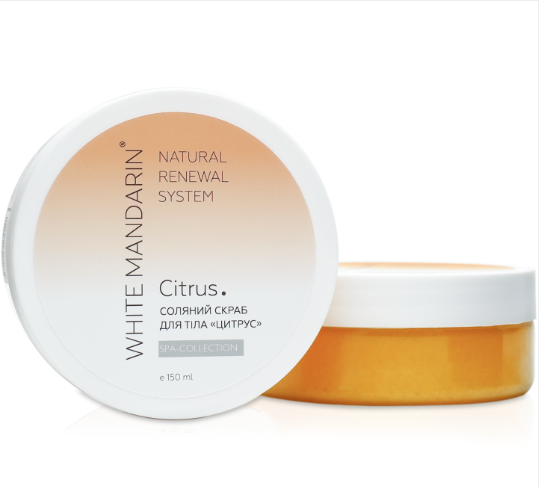 WHITE MANDARIN®
NATURAL
RENEWAL
SYSTEM
Citrus.
СОЛЯНИЙ СКРАБ
ДЛЯ ТІЛА «ЦИТРУС»
SPA-COLLECTION
e 150 ml